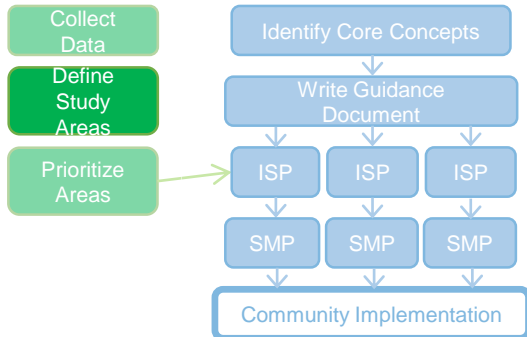 Collect
Data
Identify Core Concepts
Define
Study
Areas
Write Guidance
Document
Prioritize
Areas
ISP
ISP
ISP
SMP
SMP
SMP
Community Implementation